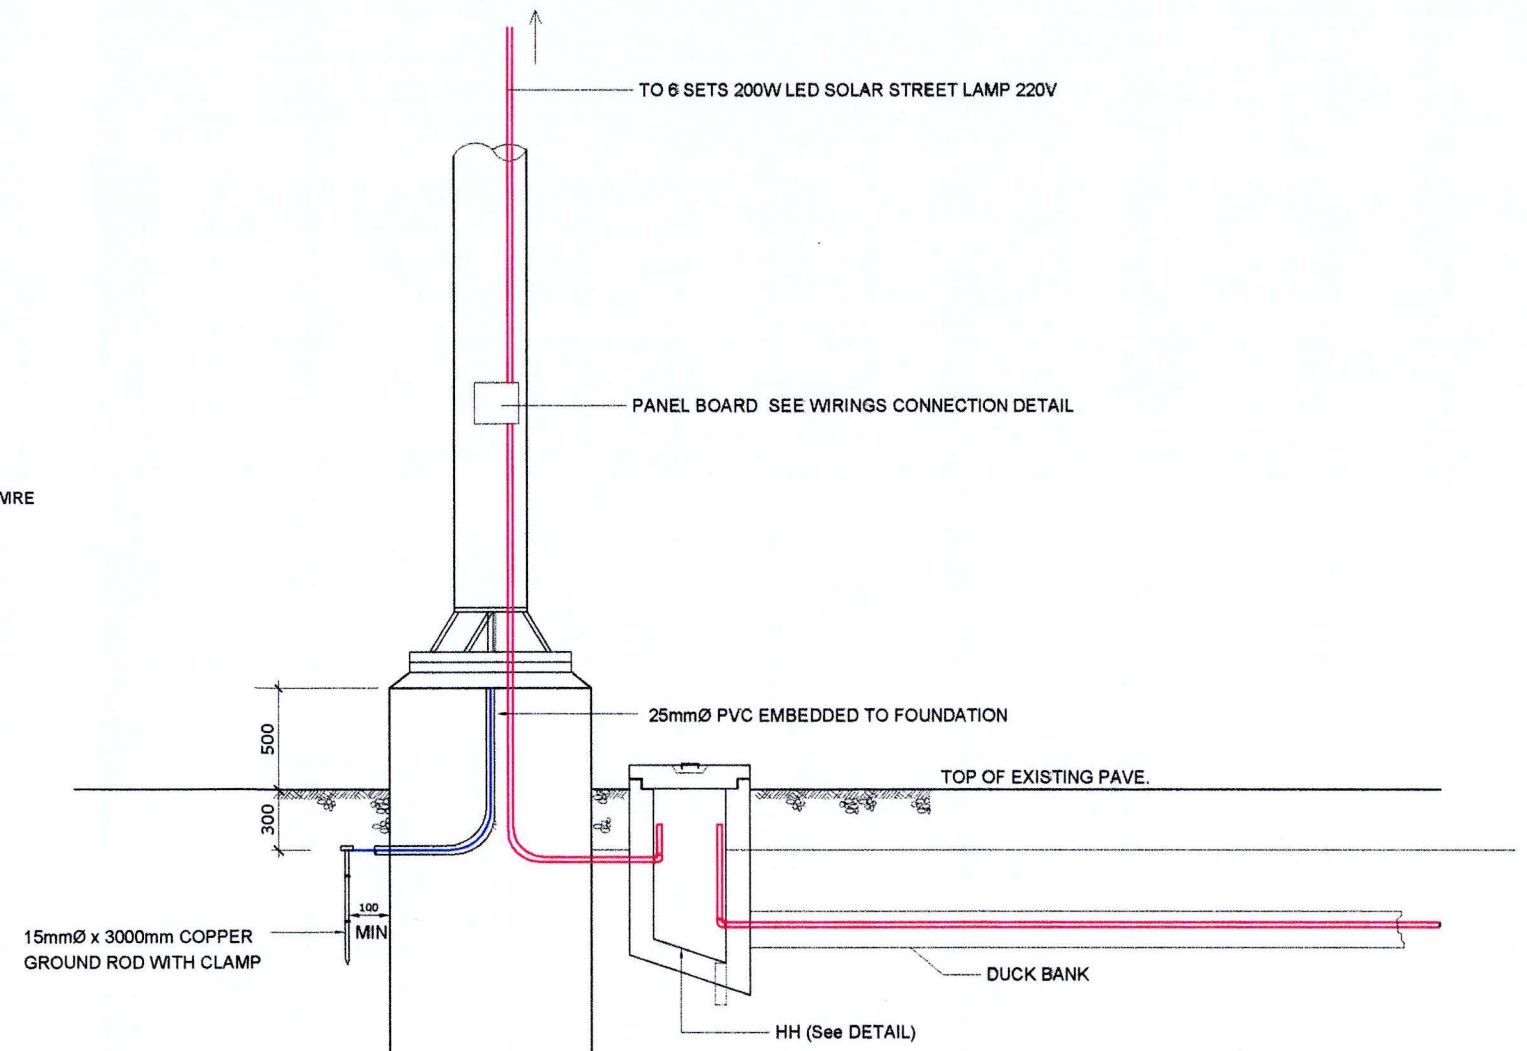 TO 6 SETS 200W LED SOLAR STREET LAMP 220V
PANEL BOARD SEE WIRINGS CONNECTION DETAIL
WIRE
25mmØ PVC EMBEDDED TO FOUNDATION
500
TOP OF EXISTING PAVE.
300
100
MIN
15mmØ x 3000mm COPPER
GROUND ROD WITH CLAMP
DUCK BANK
HH (See DETAIL)